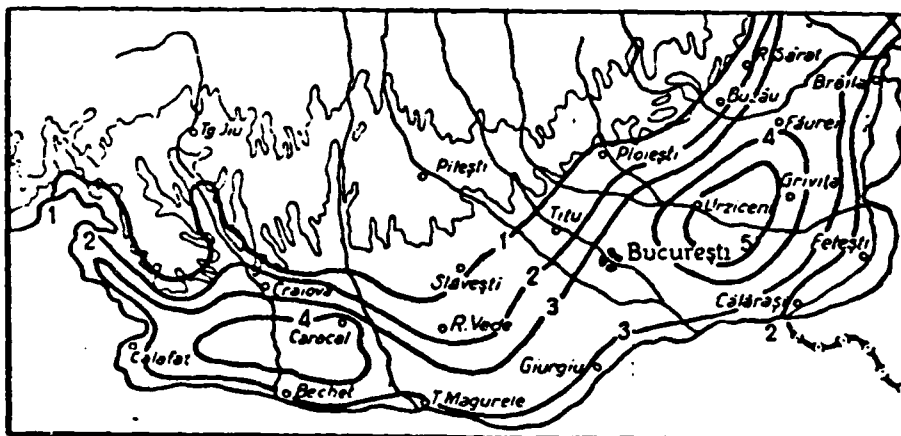 R. Sărat
Brăila
Buzău
Făurei
Tg. Jiu
4
Ploiești
Pitești
Grivița
Urziceni
1
Titu
1
2
București
5
Fetești
2
Slăvești
3
Craiova
Călărași
4
Caracal
R. Vede
3
2
Calafat
Giurgiu
Bechet
T. Magurele